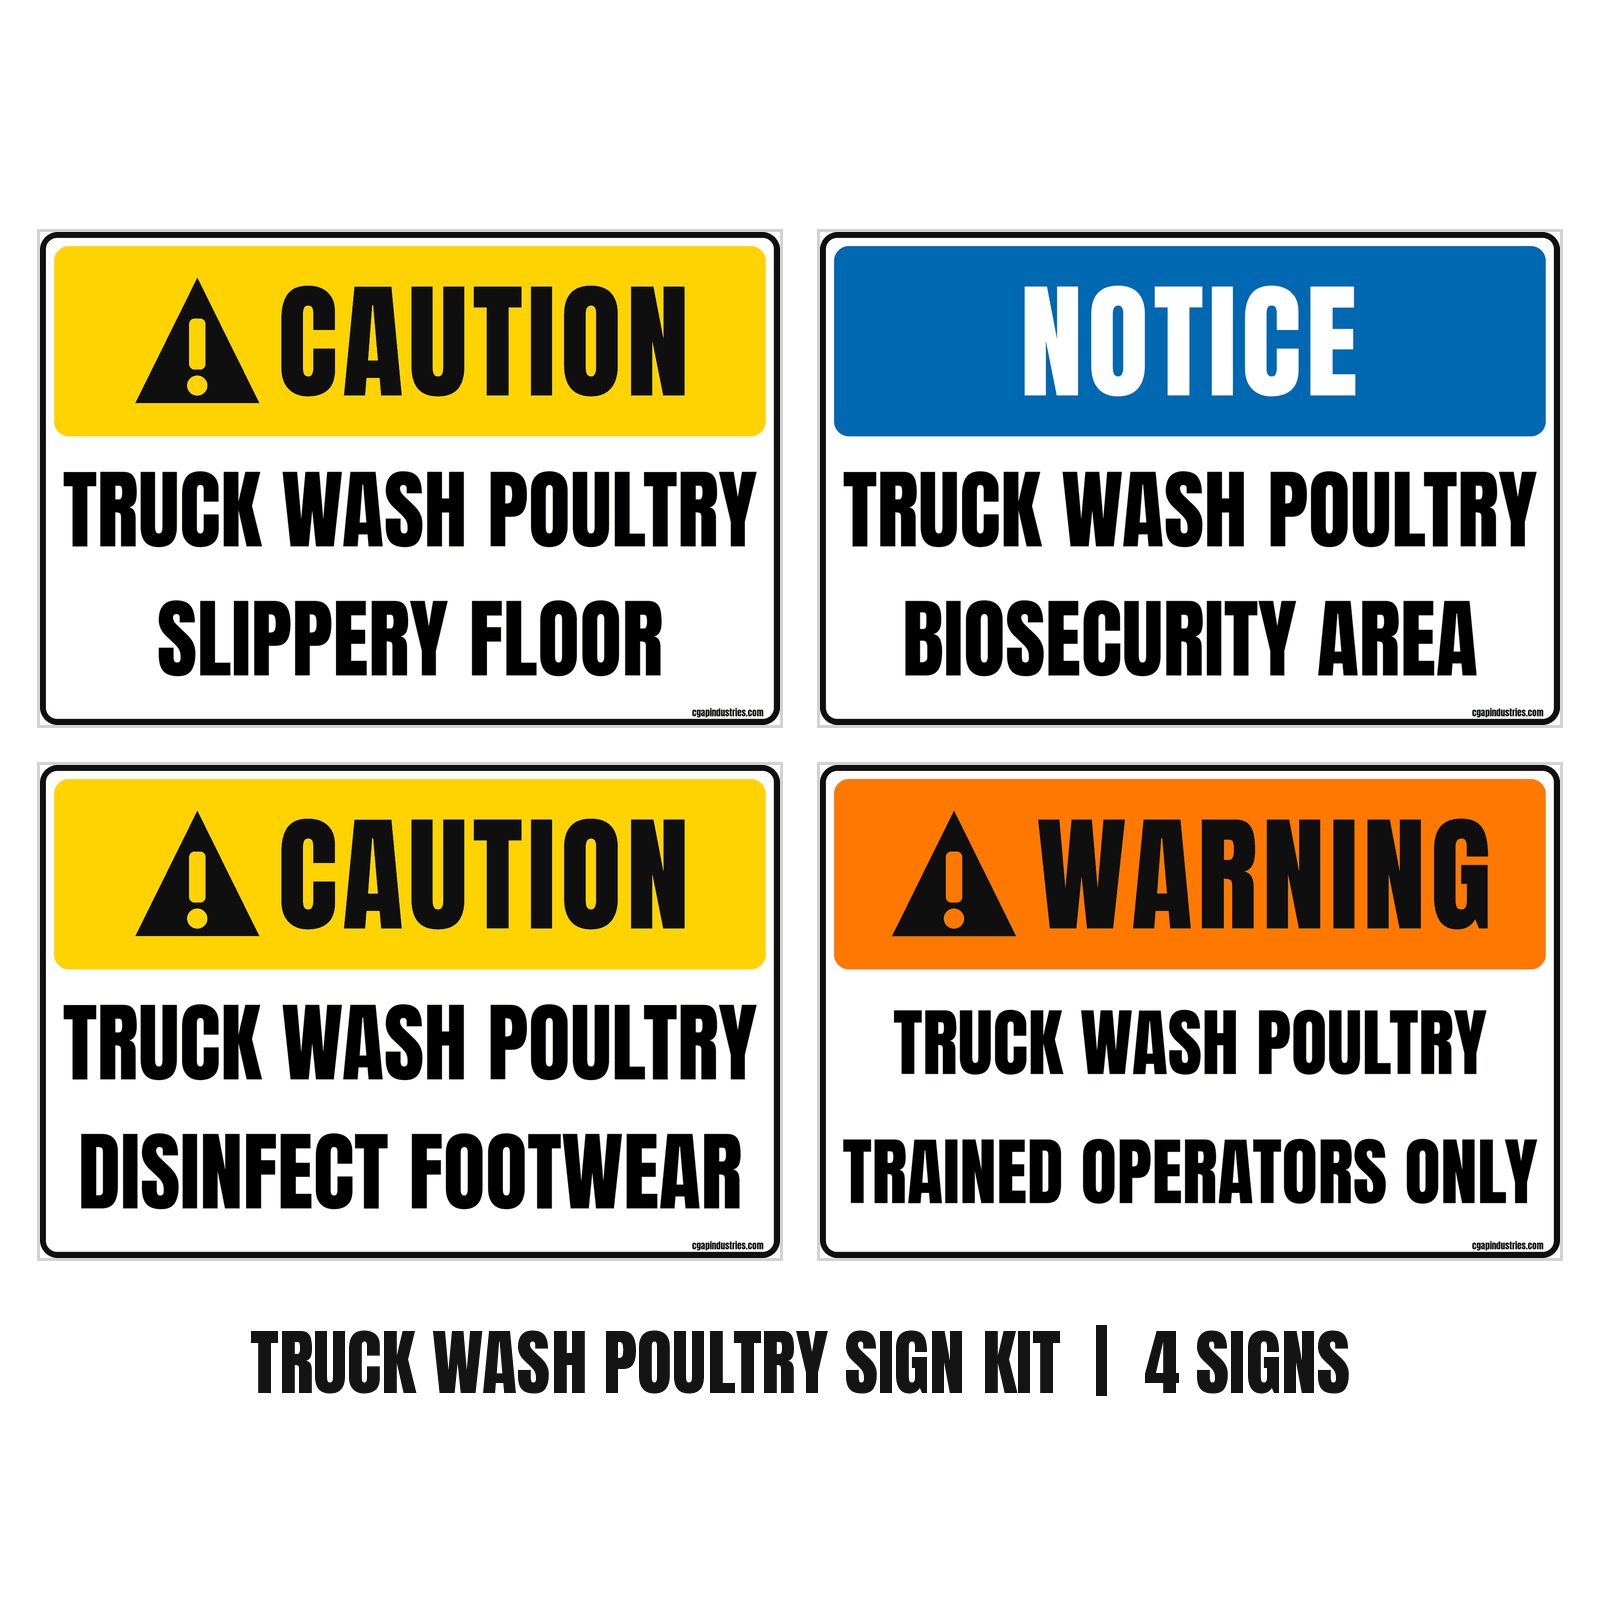 CAUTION
TRUCK WASH POULTRY
SLIPPERY FLOOR
cgapindustries.com
NOTICE
TRUCK WASH POULTRY
BIOSECURITY AREA
cgapindustries.com
CAUTION
TRUCK WASH POULTRY
DISINFECT FOOTWEAR
cgapindustries.com
WARNING
TRUCK WASH POULTRY
TRAINED OPERATORS ONLY
cgapindustries.com
TRUCK WASH POULTRY SIGN KIT | 4 SIGNS